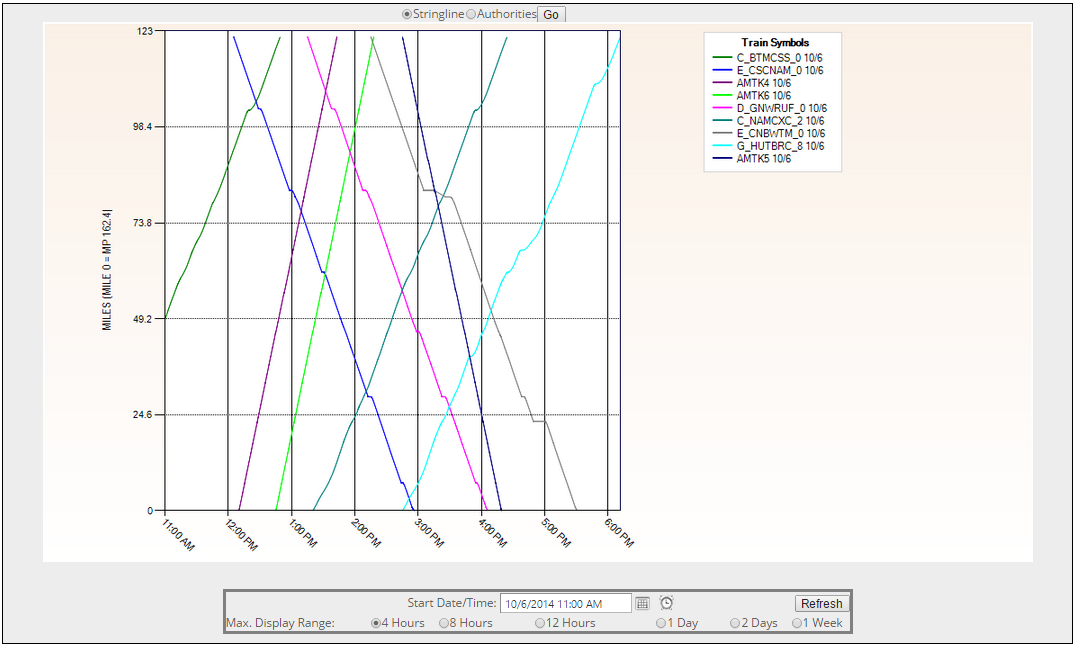 Stringline Authorities Go
123
98.4
73.8
49.2
24.6
0
MILES [MILE 0 = MP 162.4]
11:00 AM
12:00 PM
1:00 PM
2:00 PM
3:00 PM
4:00 PM
5:00 PM
6:00 PM
Train Symbols
C_BTMCSS_0 10/6
E_CSCNAM_0 10/6
AMTK4 10/6
AMTK6 10/6
D_GNWRUF_0 10/6
C_NAMCXC_2 10/6
E_CNBWTM_0 10/6
G_HUTBRC_8 10/6
AMTK5 10/6
Start Date/Time: 10/6/2014 11:00 AM Refresh
Max. Display Range: 4 Hours 8 Hours 12 Hours 1 Day 2 Days 1 Week